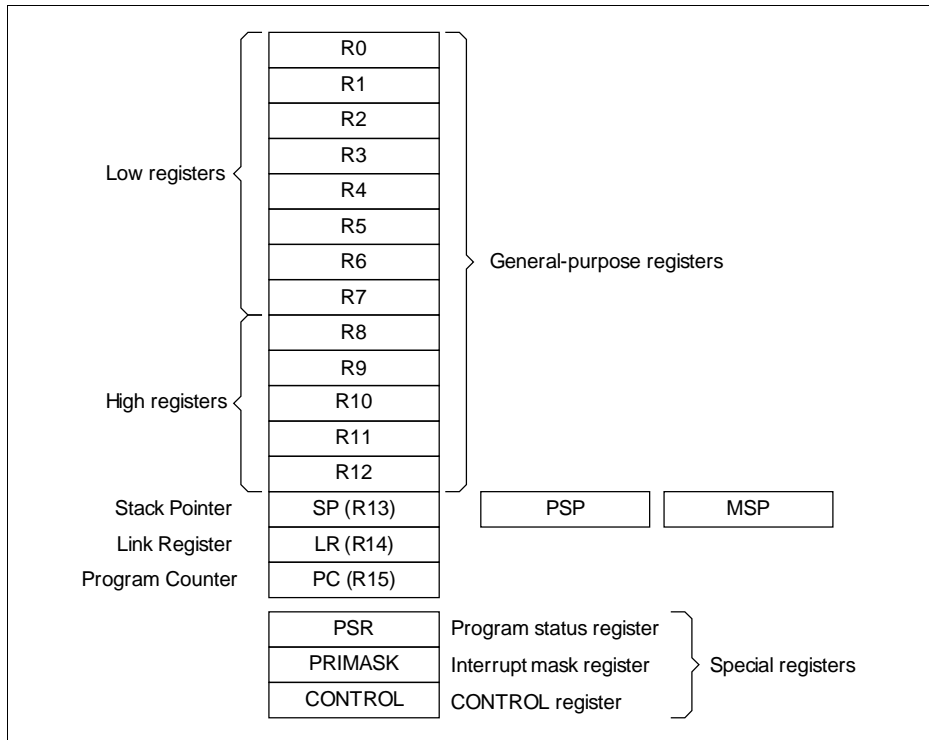 R0
R1
R2
R3
Low registers
R4
R5
R6
General-purpose registers
R7
R8
R9
High registers
R10
R11
R12
Stack Pointer SP (R13) PSP MSP
Link Register LR (R14)
Program Counter PC (R15)
PSR Program status register
PRIMASK Interrupt mask register Special registers
CONTROL CONTROL register